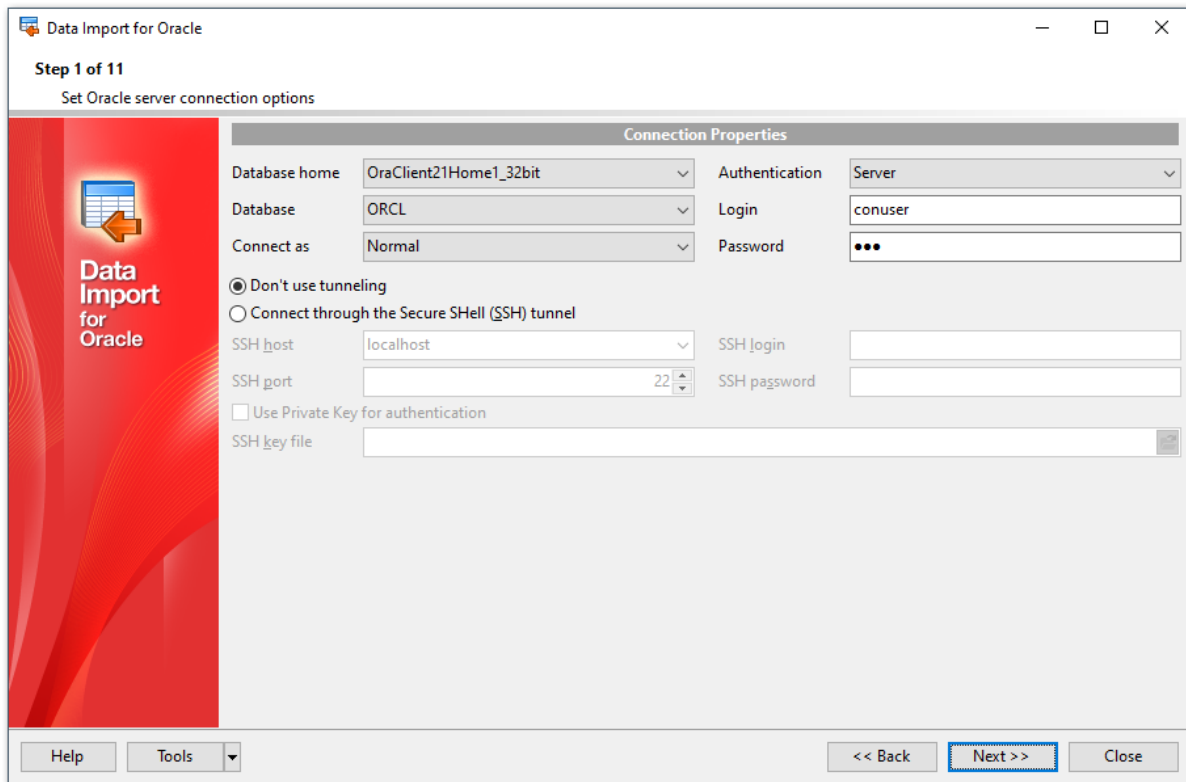 Data Import for Oracle
Step 1 of 11
Set Oracle server connection options
Connection Properties
Database home OraClient21Home1_32bit Authentication Server
Database ORCL Login conuser
Connect as Normal Password •••
Don't use tunneling
Connect through the Secure SHell (SSH) tunnel
SSH host localhost SSH login
SSH port 22 SSH password
Use Private Key for authentication
SSH key file
Data
Import
for
Oracle
Help Tools << Back Next >> Close